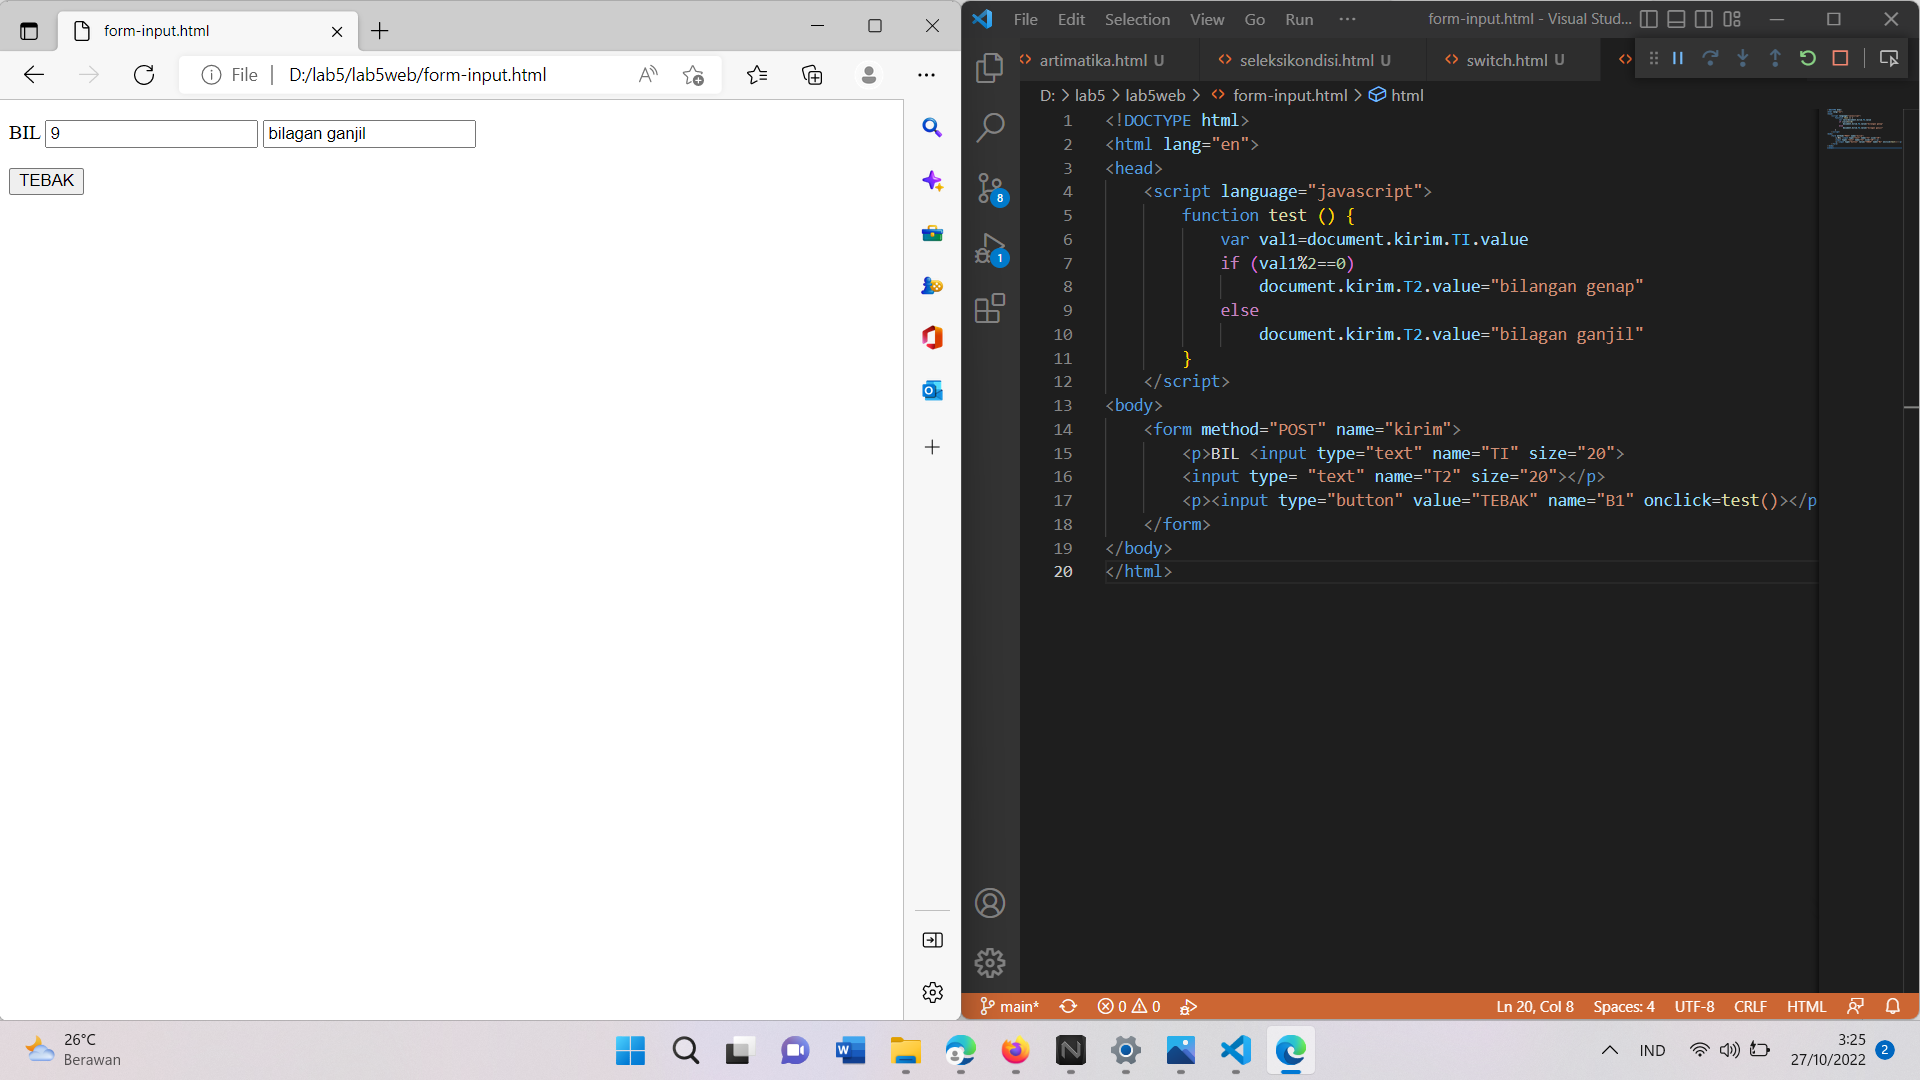 form-input.html
File D:/lab5/lab5web/form-input.html
BIL 9 bilagan ganjil
TEBAK
File Edit Selection View Go Run ··· form-input.html - Visual Stud...
artimatika.html U seleksikondisi.html U switch.html U
D: > lab5 > lab5web > form-input.html > html
8
1
1 <!DOCTYPE html>
2 <html lang="en">
3 <head>
4 <script language="javascript">
5 function test () {
6 var val1=document.kirim.TI.value
7 if (val1%2==0)
8 document.kirim.T2.value="bilangan genap"
9 else
10 document.kirim.T2.value="bilagan ganjil"
11 }
12 </script>
13 <body>
14 <form method="POST" name="kirim">
15 <p>BIL <input type="text" name="TI" size="20">
16 <input type= "text" name="T2" size="20"></p>
17 <p><input type="button" value="TEBAK" name="B1" onclick=test()></p
18 </form>
19 </body>
20 </html>
main* 0 0 Ln 20, Col 8 Spaces: 4 UTF-8 CRLF HTML
26°C
Berawan
IND
3:25
27/10/2022
2